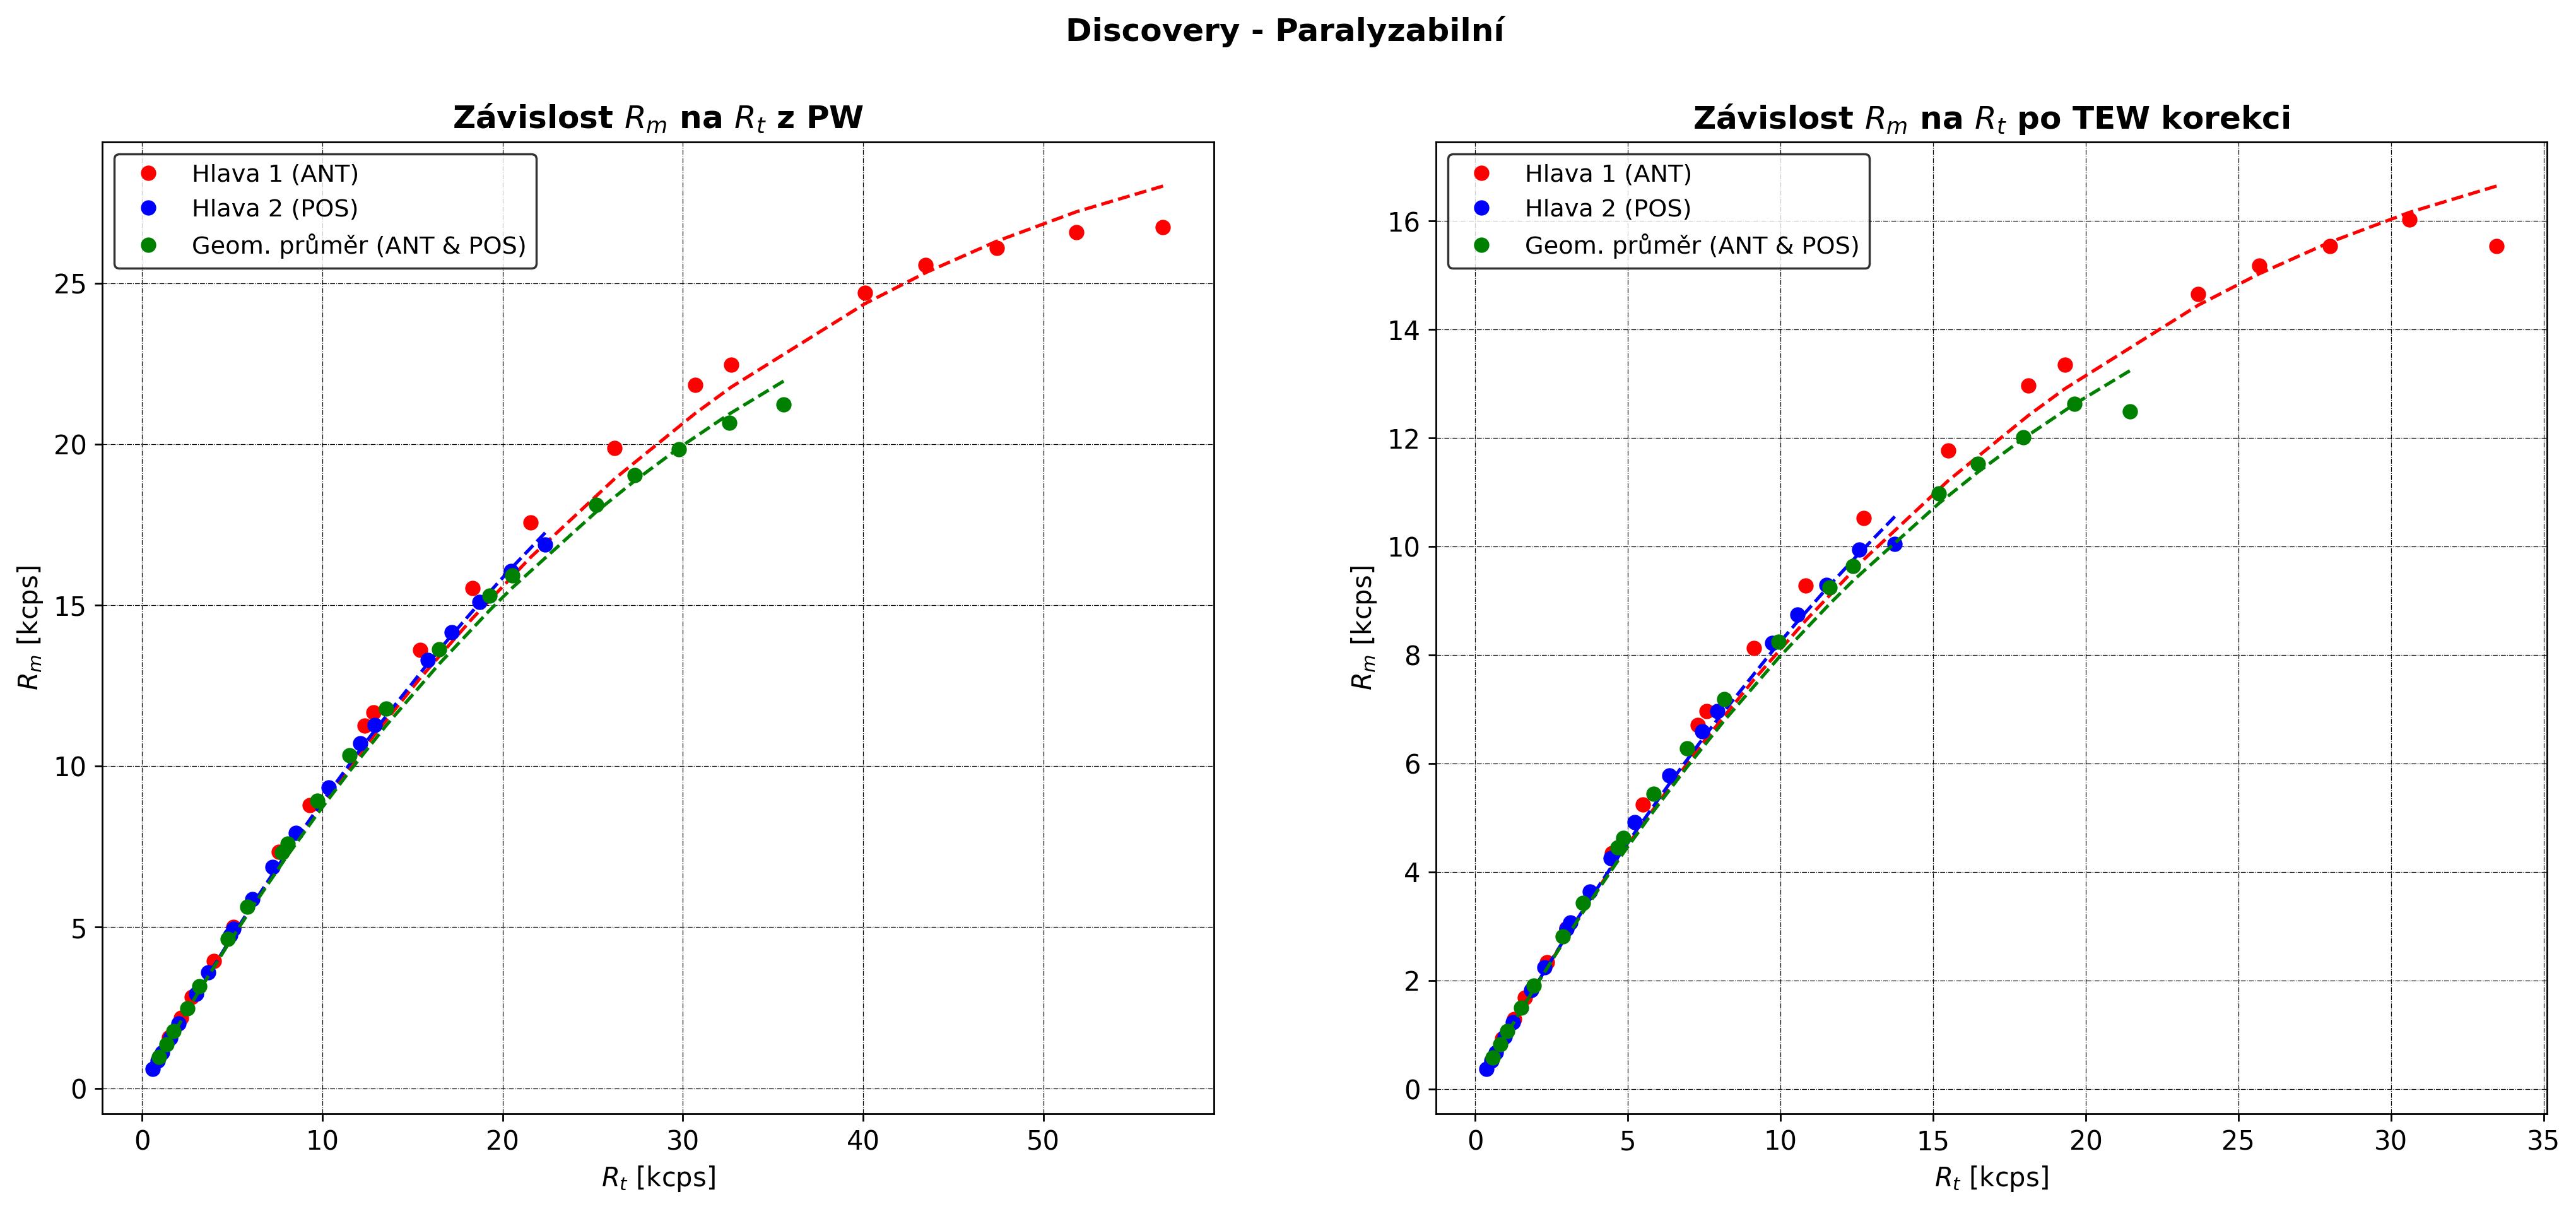 Discovery - Paralyzabilní
Závislost R_m na R_t z PW
Hlava 1 (ANT)
Hlava 2 (POS)
Geom. průměr (ANT & POS)
25
20
15
10
5
0
R_m [kcps]
0 10 20 30 40 50
R_t [kcps]
Závislost R_m na R_t po TEW korekci
Hlava 1 (ANT)
Hlava 2 (POS)
Geom. průměr (ANT & POS)
16
14
12
10
8
6
4
2
0
R_m [kcps]
0 5 10 15 20 25 30 35
R_t [kcps]